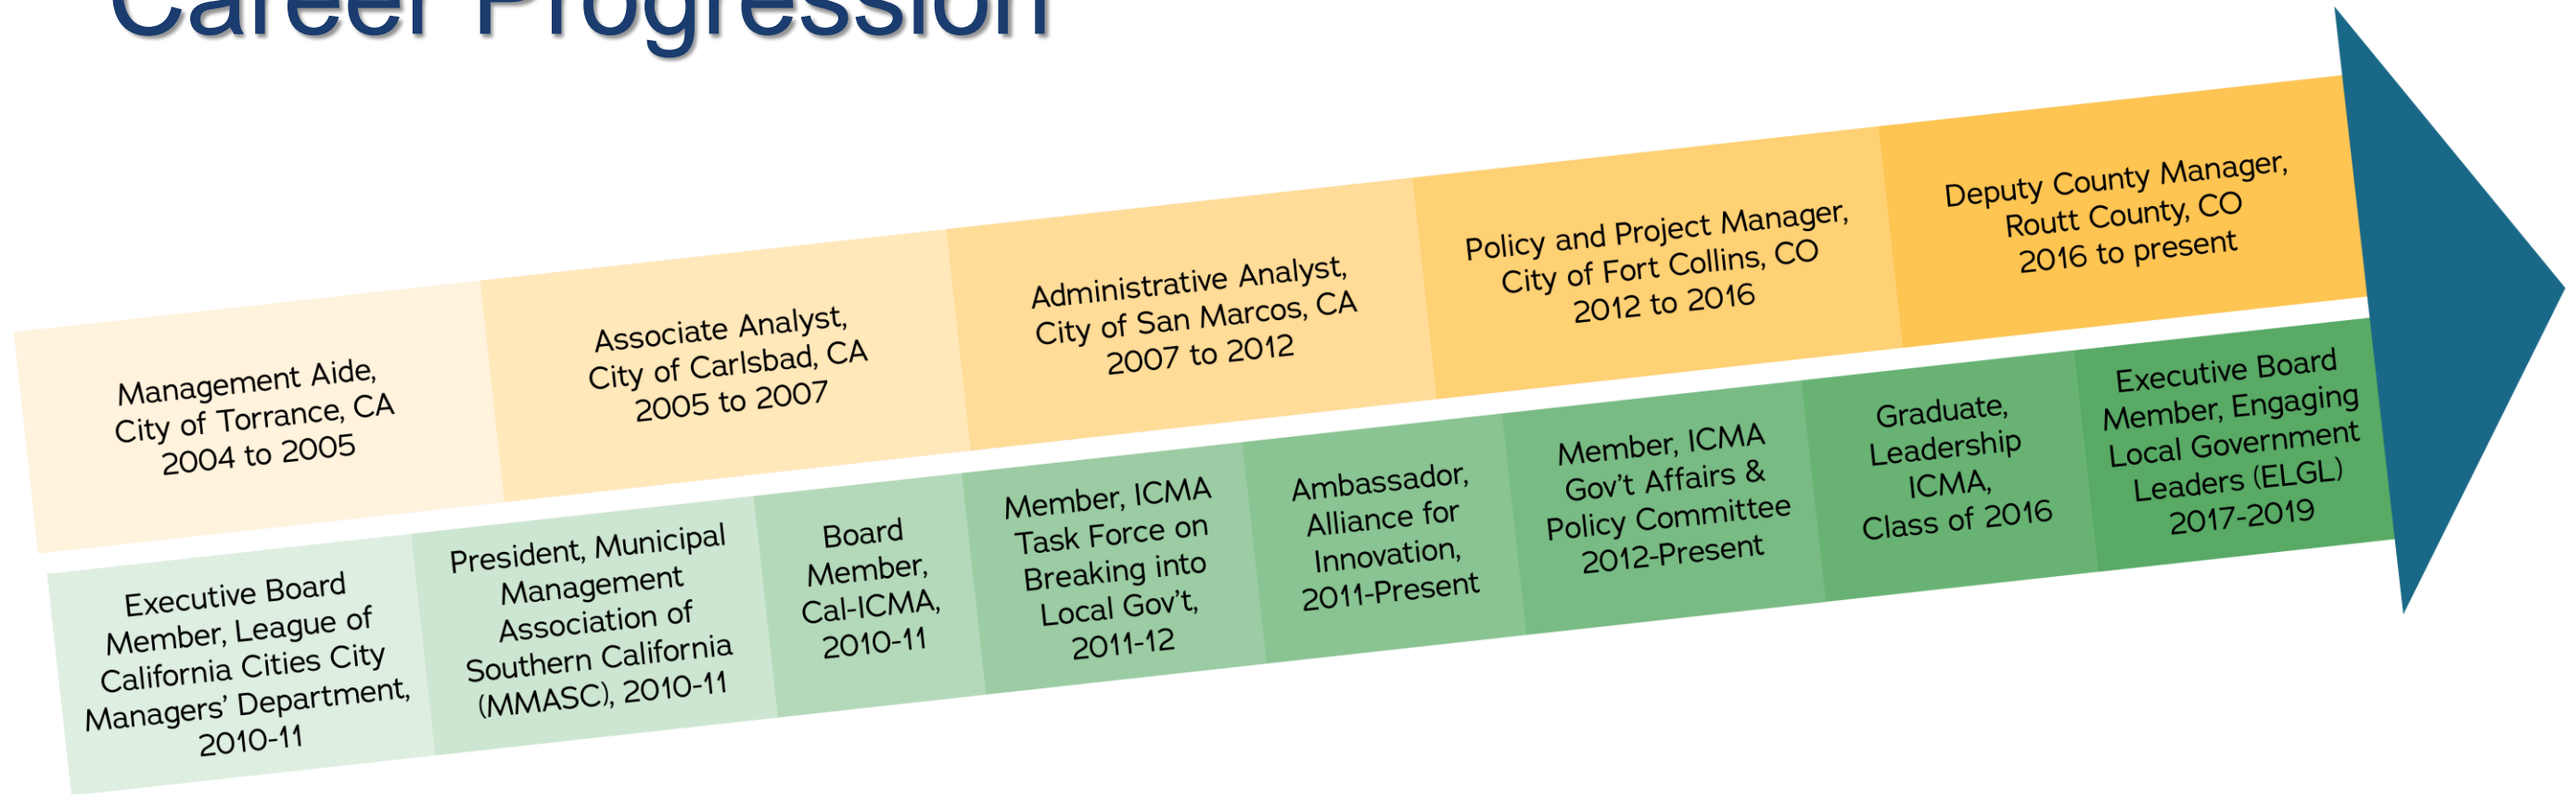 Career Progression
Management Aide,
City of Torrance, CA
2004 to 2005
Associate Analyst,
City of Carlsbad, CA
2005 to 2007
Administrative Analyst,
City of San Marcos, CA
2007 to 2012
Policy and Project Manager,
City of Fort Collins, CO
2012 to 2016
Deputy County Manager,
Routt County, CO
2016 to present
Executive Board
Member, League of
California Cities City
Managers’ Department,
2010-11
President, Municipal
Management
Association of
Southern California
(MMASC), 2010-11
Board
Member,
Cal-ICMA,
2010-11
Member, ICMA
Task Force on
Breaking into
Local Gov’t,
2011-12
Ambassador,
Alliance for
Innovation,
2011-Present
Member, ICMA
Gov’t Affairs &
Policy Committee
2012-Present
Graduate,
Leadership
ICMA,
Class of 2016
Executive Board
Member, Engaging
Local Government
Leaders (ELGL)
2017-2019